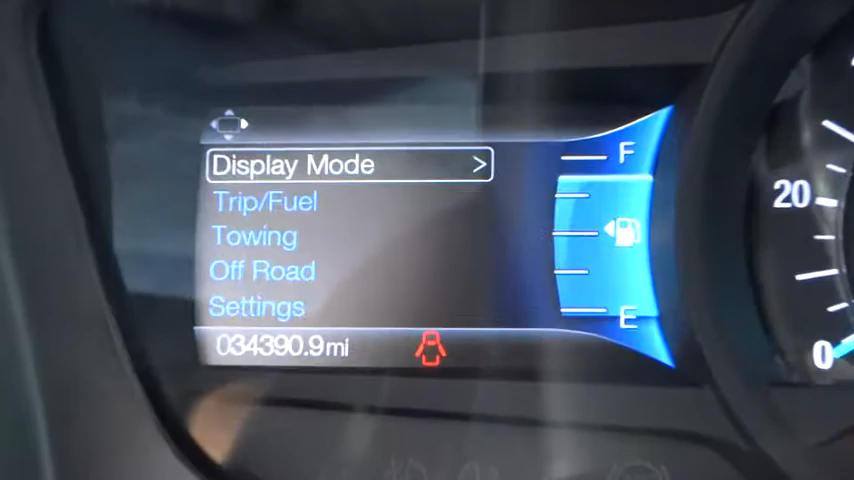 Display Mode >
Trip/Fuel
Towing
Off Road
Settings
034390.9mi
F
E
20
0